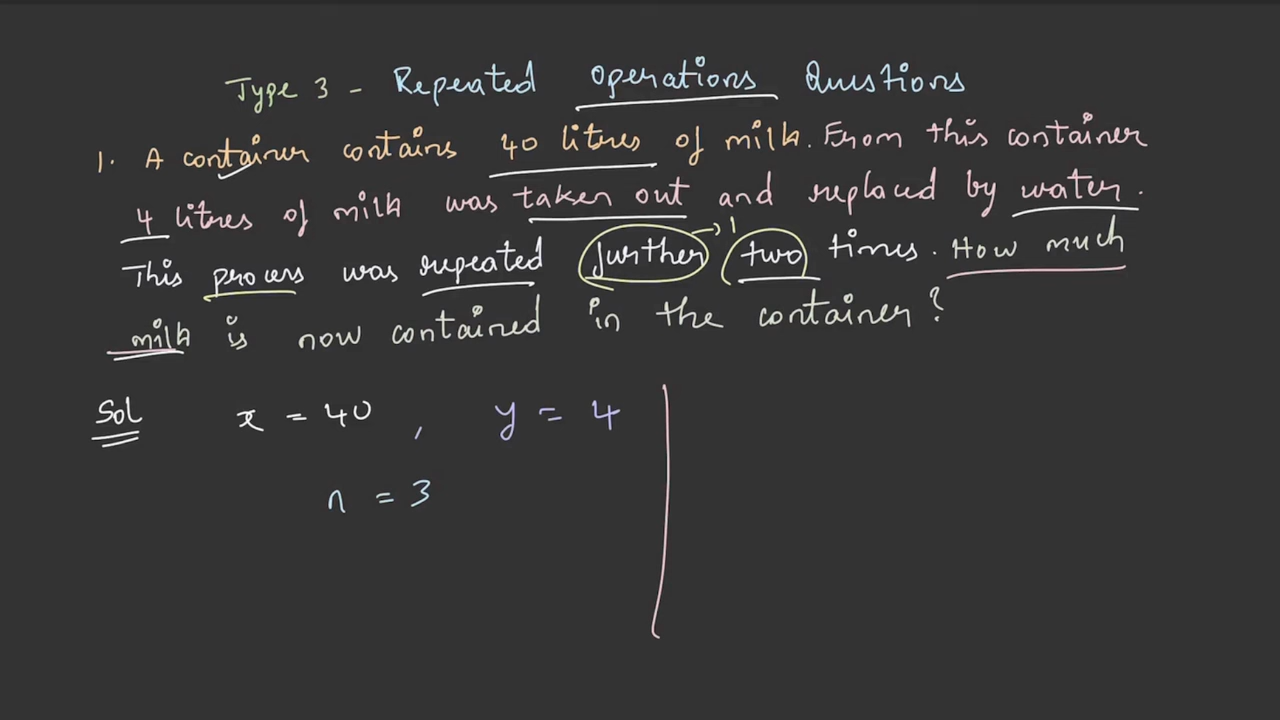 Type 3 - Repeated Operations Questions
1. A container contains 40 litres of milk. From this container
4 litres of milk was taken out and replaced by water.
This process was repeated further → 1 two times. How much
milk is now contained in the container?
Sol x = 40 , y = 4
n = 3